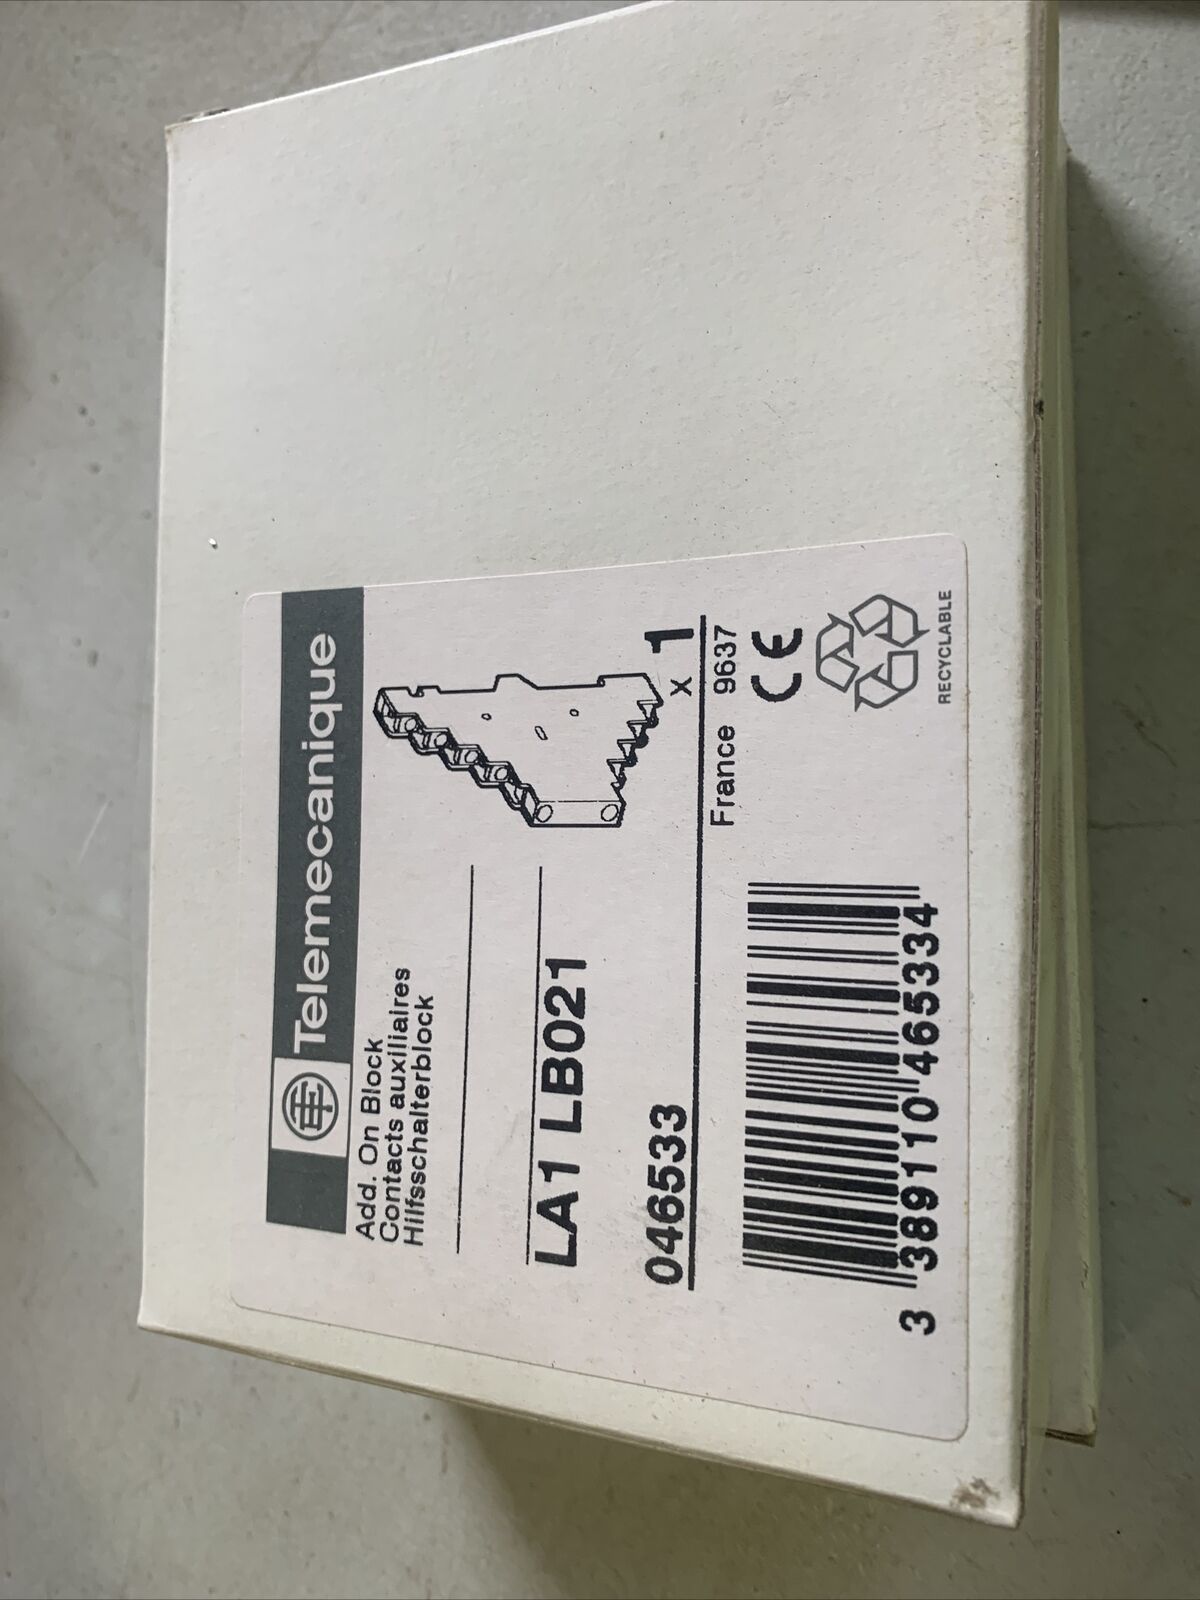 Telemecanique
Add. On Block
Contacts auxiliaires
Hilfsschalterblock
LA1 LB021
046533 x 1
France 9637
CE
RECYCLABLE
3 389110 465334